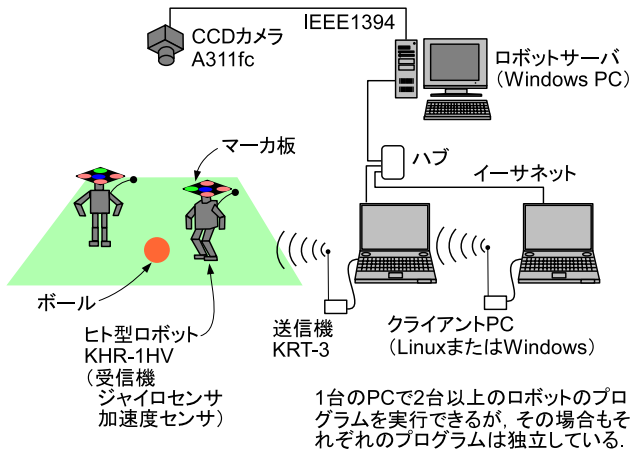 IEEE1394
CCDカメラ
A311fc
ロボットサーバ
(Windows PC)
マーカ板
ハブ
イーサネット
ボール
ヒト型ロボット
KHR-1HV
(受信機
ジャイロセンサ
加速度センサ)
送信機
KRT-3
クライアントPC
(LinuxまたはWindows)
1台のPCで2台以上のロボットのプロ
グラムを実行できるが，その場合もそ
れぞれのプログラムは独立している．